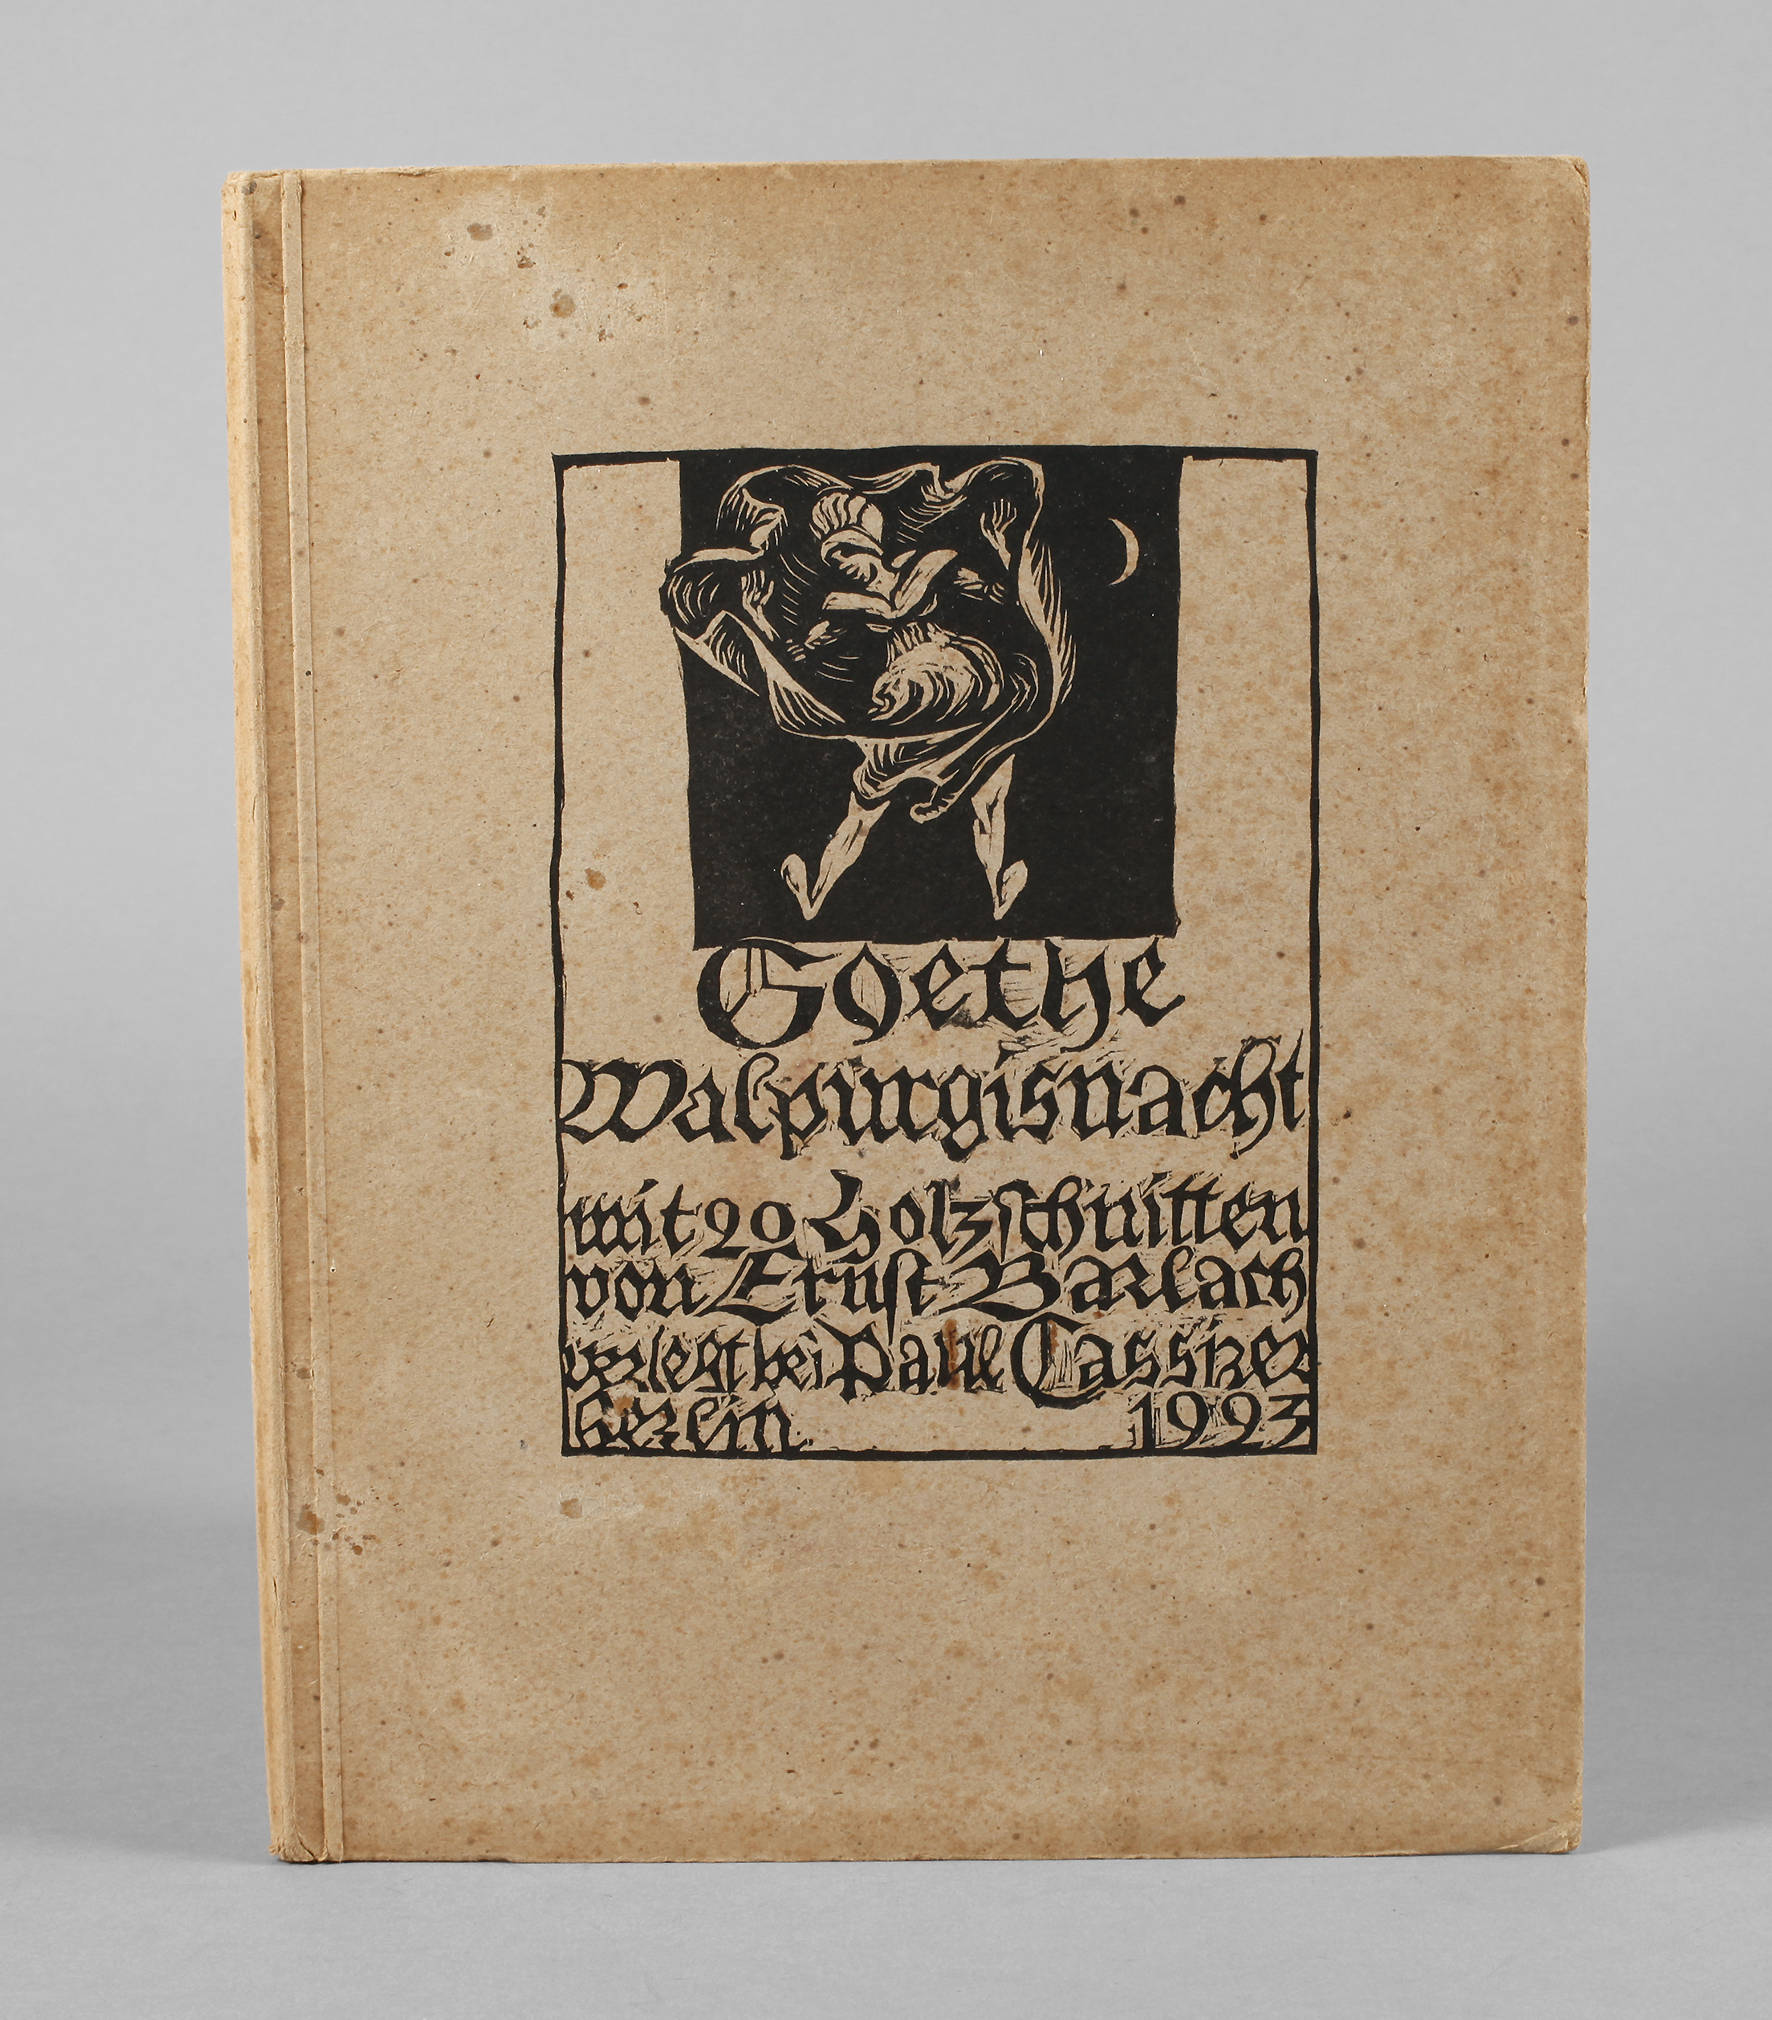 Goethe
Walpurgisnacht
mit 20 Holzschnitten
von Ernst Barlach
verlegt bei Paul Cassirer
Berlin 1923